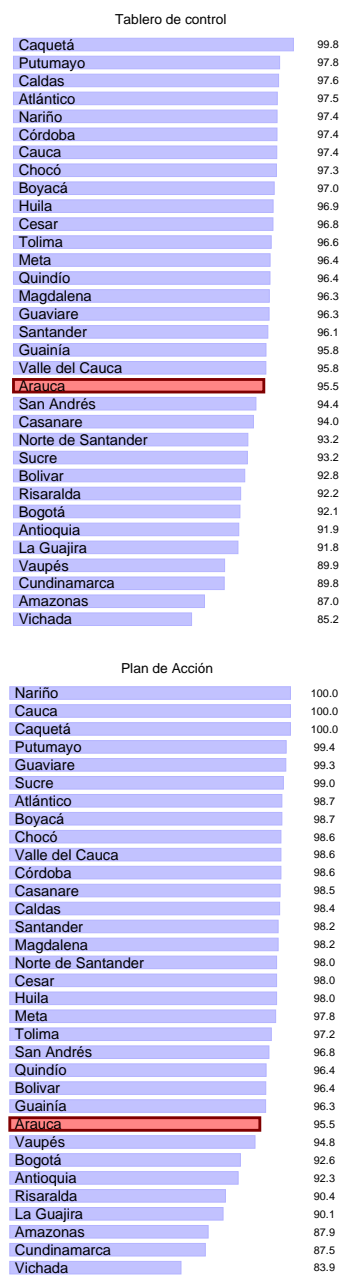 Tablero de control
Caquetá 99.8
Putumayo 97.8
Caldas 97.6
Atlántico 97.5
Nariño 97.4
Córdoba 97.4
Cauca 97.4
Chocó 97.3
Boyacá 97.0
Huila 96.9
Cesar 96.8
Tolima 96.6
Meta 96.4
Quindío 96.4
Magdalena 96.3
Guaviare 96.3
Santander 96.1
Guainía 95.8
Valle del Cauca 95.8
Arauca 95.5
San Andrés 94.4
Casanare 94.0
Norte de Santander 93.2
Sucre 93.2
Bolivar 92.8
Risaralda 92.2
Bogotá 92.1
Antioquia 91.9
La Guajira 91.8
Vaupés 89.9
Cundinamarca 89.8
Amazonas 87.0
Vichada 85.2
Plan de Acción
Nariño 100.0
Cauca 100.0
Caquetá 100.0
Putumayo 99.4
Guaviare 99.3
Sucre 99.0
Atlántico 98.7
Boyacá 98.7
Chocó 98.6
Valle del Cauca 98.6
Córdoba 98.6
Casanare 98.5
Caldas 98.4
Santander 98.2
Magdalena 98.2
Norte de Santander 98.0
Cesar 98.0
Huila 98.0
Meta 97.8
Tolima 97.2
San Andrés 96.8
Quindío 96.4
Bolivar 96.4
Guainía 96.3
Arauca 95.5
Vaupés 94.8
Bogotá 92.6
Antioquia 92.3
Risaralda 90.4
La Guajira 90.1
Amazonas 87.9
Cundinamarca 87.5
Vichada 83.9